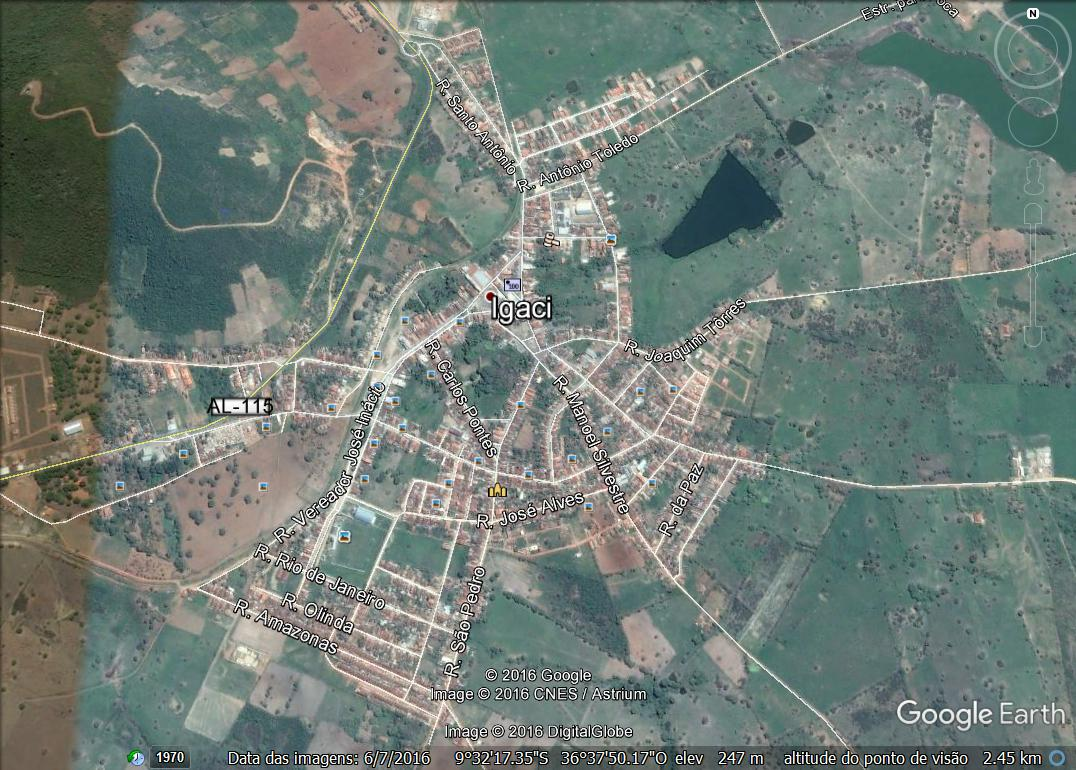 N
Estr. pa
R. Santo Antônio
R. Antônio Toledo
Igaci
R. Joaquim Tôrres
R. Carlos Pontes
AL-115
R. Manoel Silvestre
R. Vereador José Inácio
R. da Paz
R. José Alves
R. Rio de Janeiro
R. Olinda
R. Amazonas
R. São Pedro
© 2016 Google
Image © 2016 CNES / Astrium
Image © 2016 DigitalGlobe
Google Earth
1970 Data das imagens: 6/7/2016 9°32'17.35"S 36°37'50.17"O elev 247 m altitude do ponto de visão 2.45 km